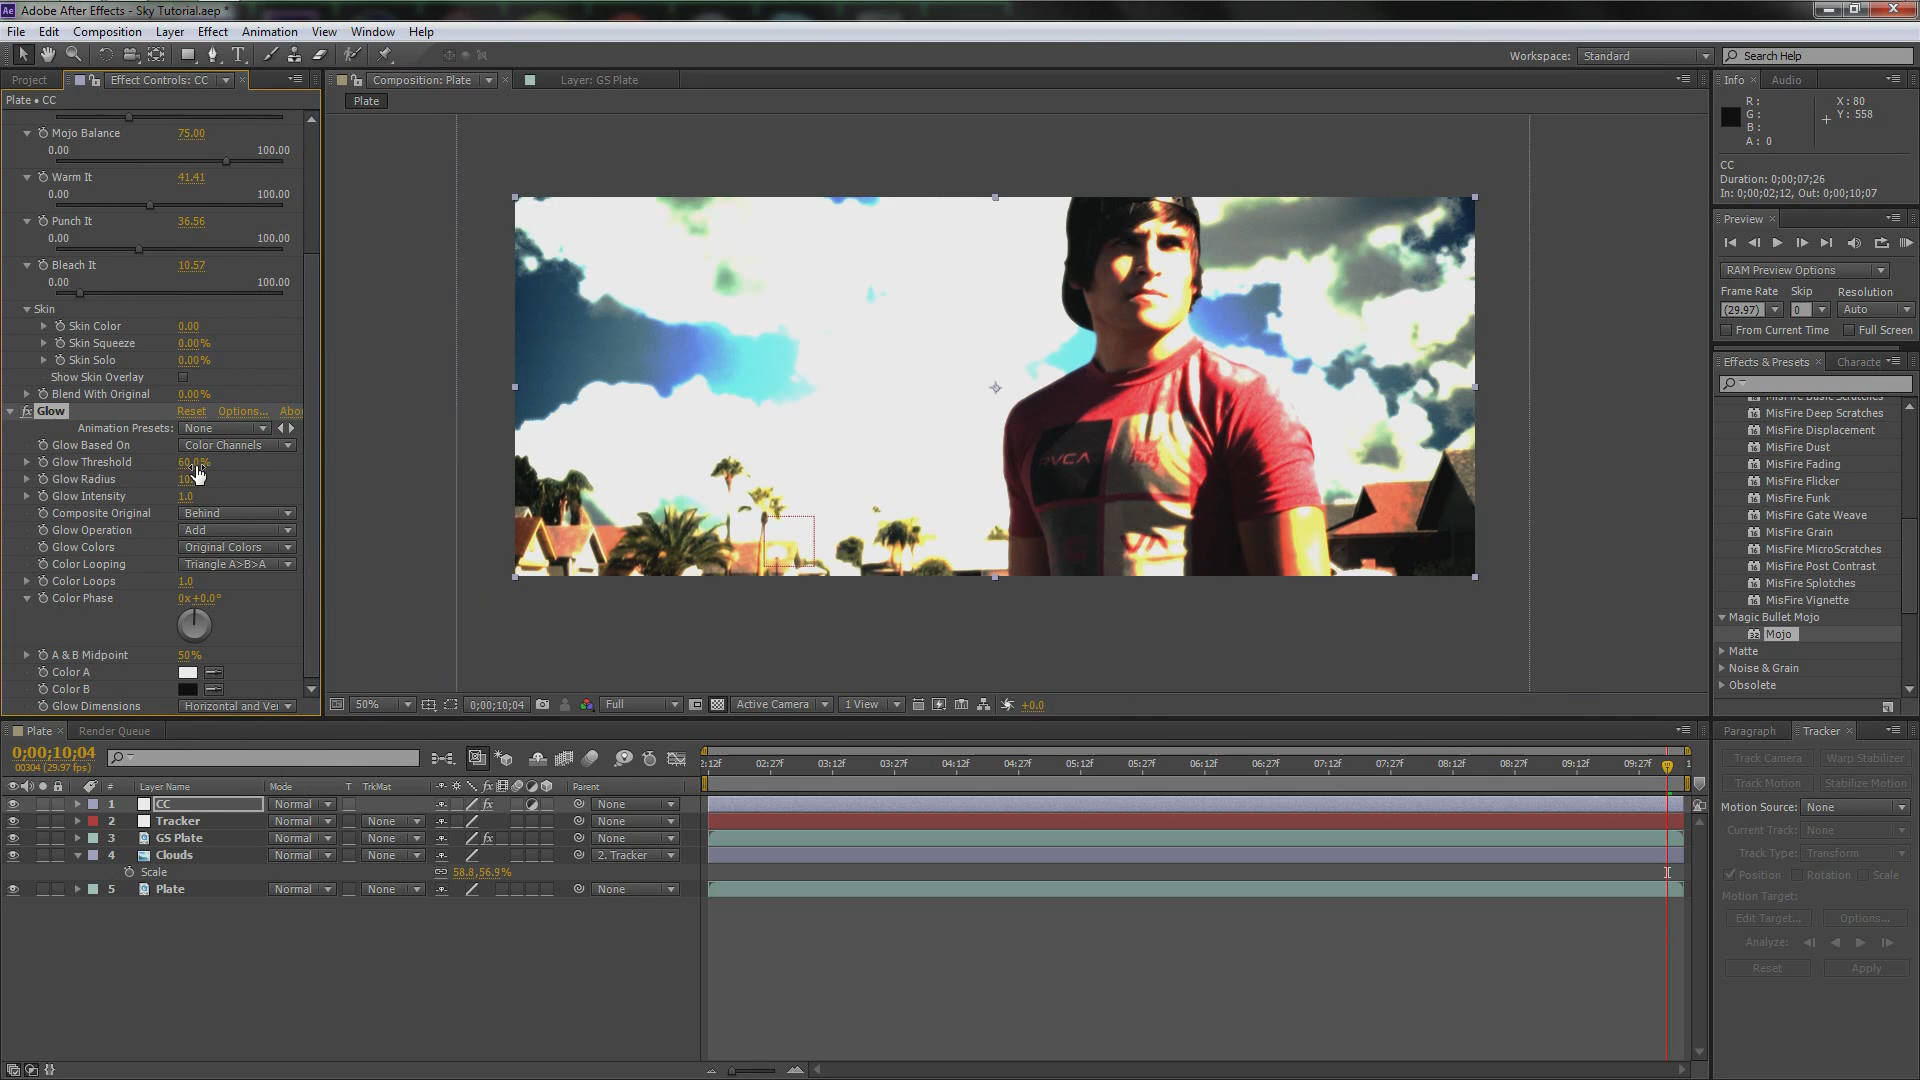 Ae Adobe After Effects - Sky Tutorial.aep *
File Edit Composition Layer Effect Animation View Window Help
Workspace: Standard Search Help
Project Effect Controls: CC Composition: Plate Layer: GS Plate Info Audio
Plate • CC
Plate
R: X: 80
G: Y: 558
B:
A: 0
CC
Duration: 0;00;07;26
In: 0;00;02;12, Out: 0;00;10;07
Mojo Balance 75.00
0.00 100.00
Warm It 41.41
0.00 100.00
Punch It 36.56
0.00 100.00
Bleach It 10.57
0.00 100.00
Skin
Skin Color 0.00
Skin Squeeze 0.00%
Skin Solo 0.00%
Show Skin Overlay
Blend With Original 0.00%
fx Glow Reset Options... Abo
Animation Presets: None
Glow Based On Color Channels
Glow Threshold 60.0%
Glow Radius
Glow Intensity 1.0
Composite Original Behind
Glow Operation Add
Glow Colors Original Colors
Color Looping Triangle A>B>A
Color Loops 1.0
Color Phase 0x+0.0°
A & B Midpoint 50%
Color A
Color B
Glow Dimensions Horizontal and Ver
RVCA
50% 0;00;10;04 Full Active Camera 1 View +0.0
Preview
RAM Preview Options
Frame Rate Skip Resolution
(29.97) 0 Auto
From Current Time Full Screen
Effects & Presets Characte
MisFire Basic Scratches
MisFire Deep Scratches
MisFire Displacement
MisFire Dust
MisFire Fading
MisFire Flicker
MisFire Funk
MisFire Gate Weave
MisFire Grain
MisFire MicroScratches
MisFire Post Contrast
MisFire Splotches
MisFire Vignette
Magic Bullet Mojo
Mojo
Matte
Noise & Grain
Obsolete
Plate Render Queue
0;00;10;04
00304 (29.97 fps)
2:12f 02:27f 03:12f 03:27f 04:12f 04:27f 05:12f 05:27f 06:12f 06:27f 07:12f 07:27f 08:12f 08:27f 09:12f 09:27f 1
# Layer Name Mode T TrkMat fx Parent
1 CC Normal fx None
2 Tracker Normal None None
3 GS Plate Normal None fx None
4 Clouds Normal None 2. Tracker
Scale 58.8,56.9%
5 Plate Normal None None
Paragraph Tracker
Track Camera Warp Stabilizer
Track Motion Stabilize Motion
Motion Source: None
Current Track: None
Track Type: Transform
Position Rotation Scale
Motion Target:
Edit Target... Options...
Analyze:
Reset Apply